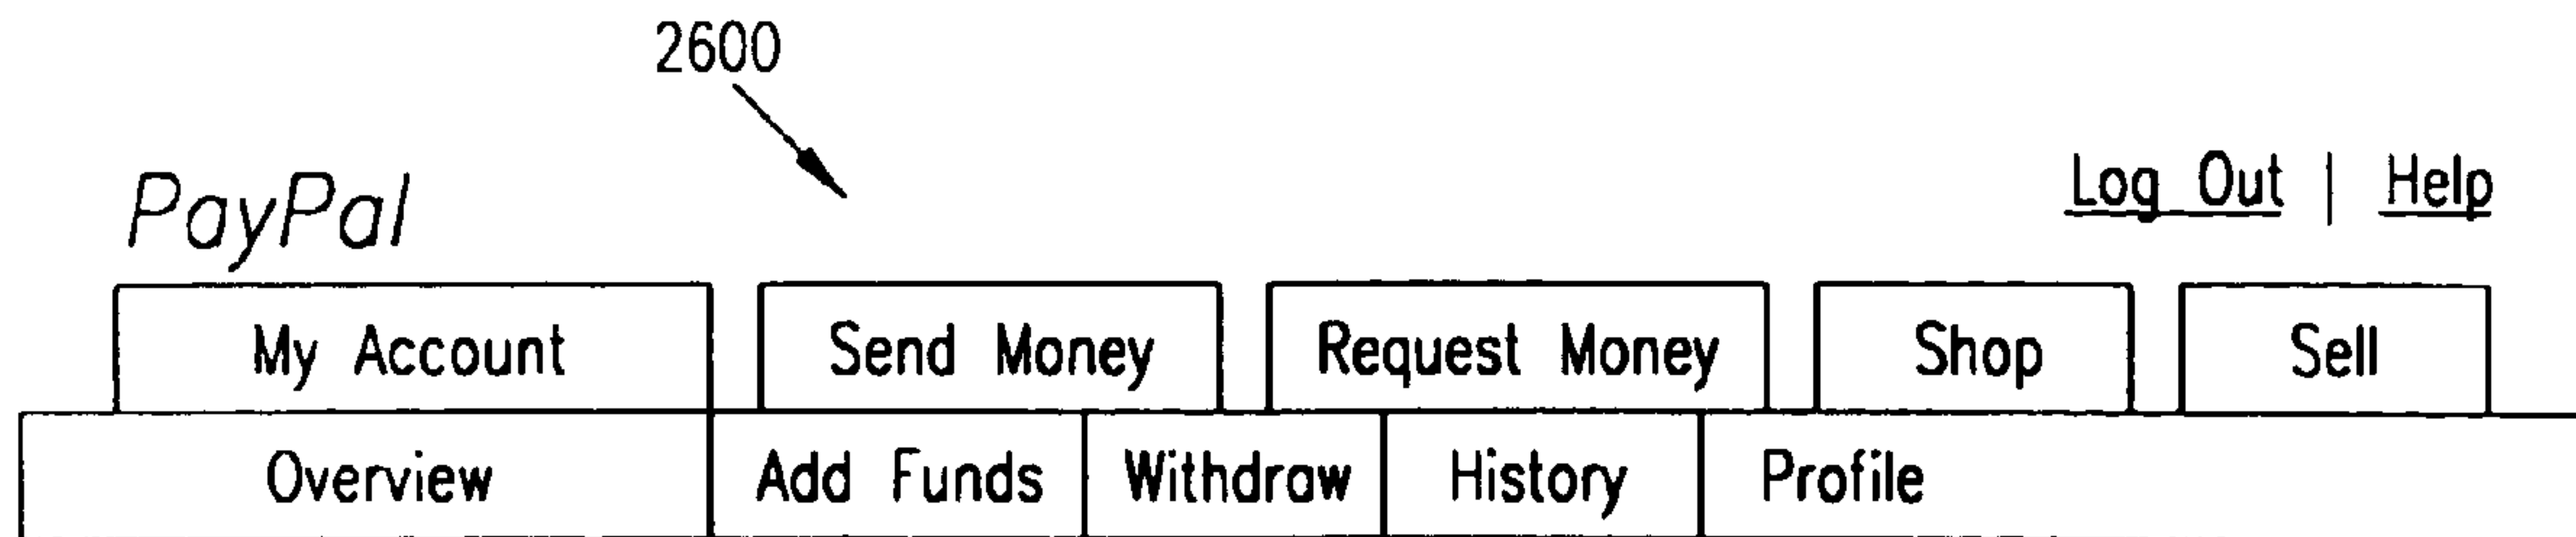 2600
PayPal
Log Out | Help
My Account Send Money Request Money Shop Sell
Overview Add Funds Withdraw History Profile